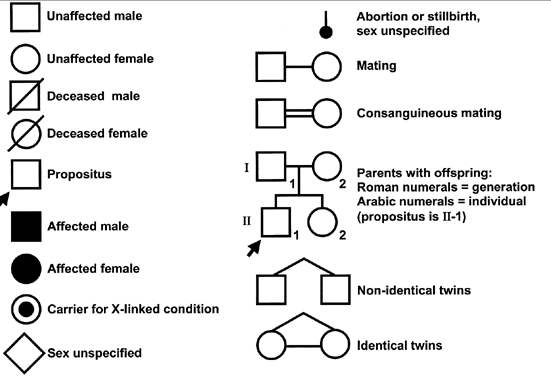 Unaffected male
Unaffected female
Deceased male
Deceased female
Propositus
Affected male
Affected female
Carrier for X-linked condition
Sex unspecified
Abortion or stillbirth,
sex unspecified
Mating
Consanguineous mating
I
1
2
II
1
2
Parents with offspring:
Roman numerals = generation
Arabic numerals = individual
(propositus is II-1)
Non-identical twins
Identical twins